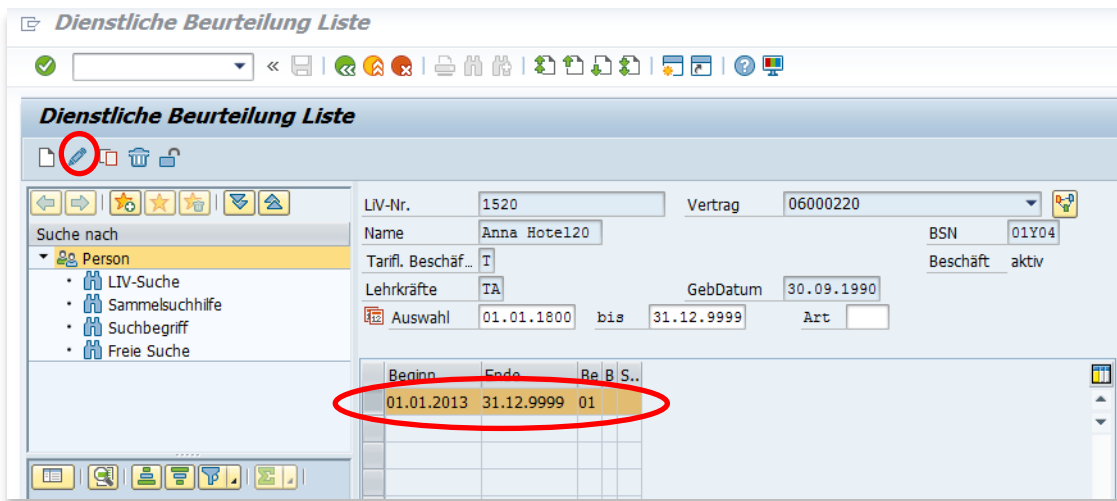 Dienstliche Beurteilung Liste
Dienstliche Beurteilung Liste
LiV-Nr. 1520 Vertrag 06000220
Suche nach
Name Anna Hotel20 BSN 01Y04
Person
Tarifl. Beschäf... T Beschäft aktiv
LIV-Suche
Lehrkräfte TA GebDatum 30.09.1990
Sammelsuchhilfe
Auswahl 01.01.1800 bis 31.12.9999 Art
Suchbegriff
Freie Suche
Beginn Ende Be B S..
01.01.2013 31.12.9999 01